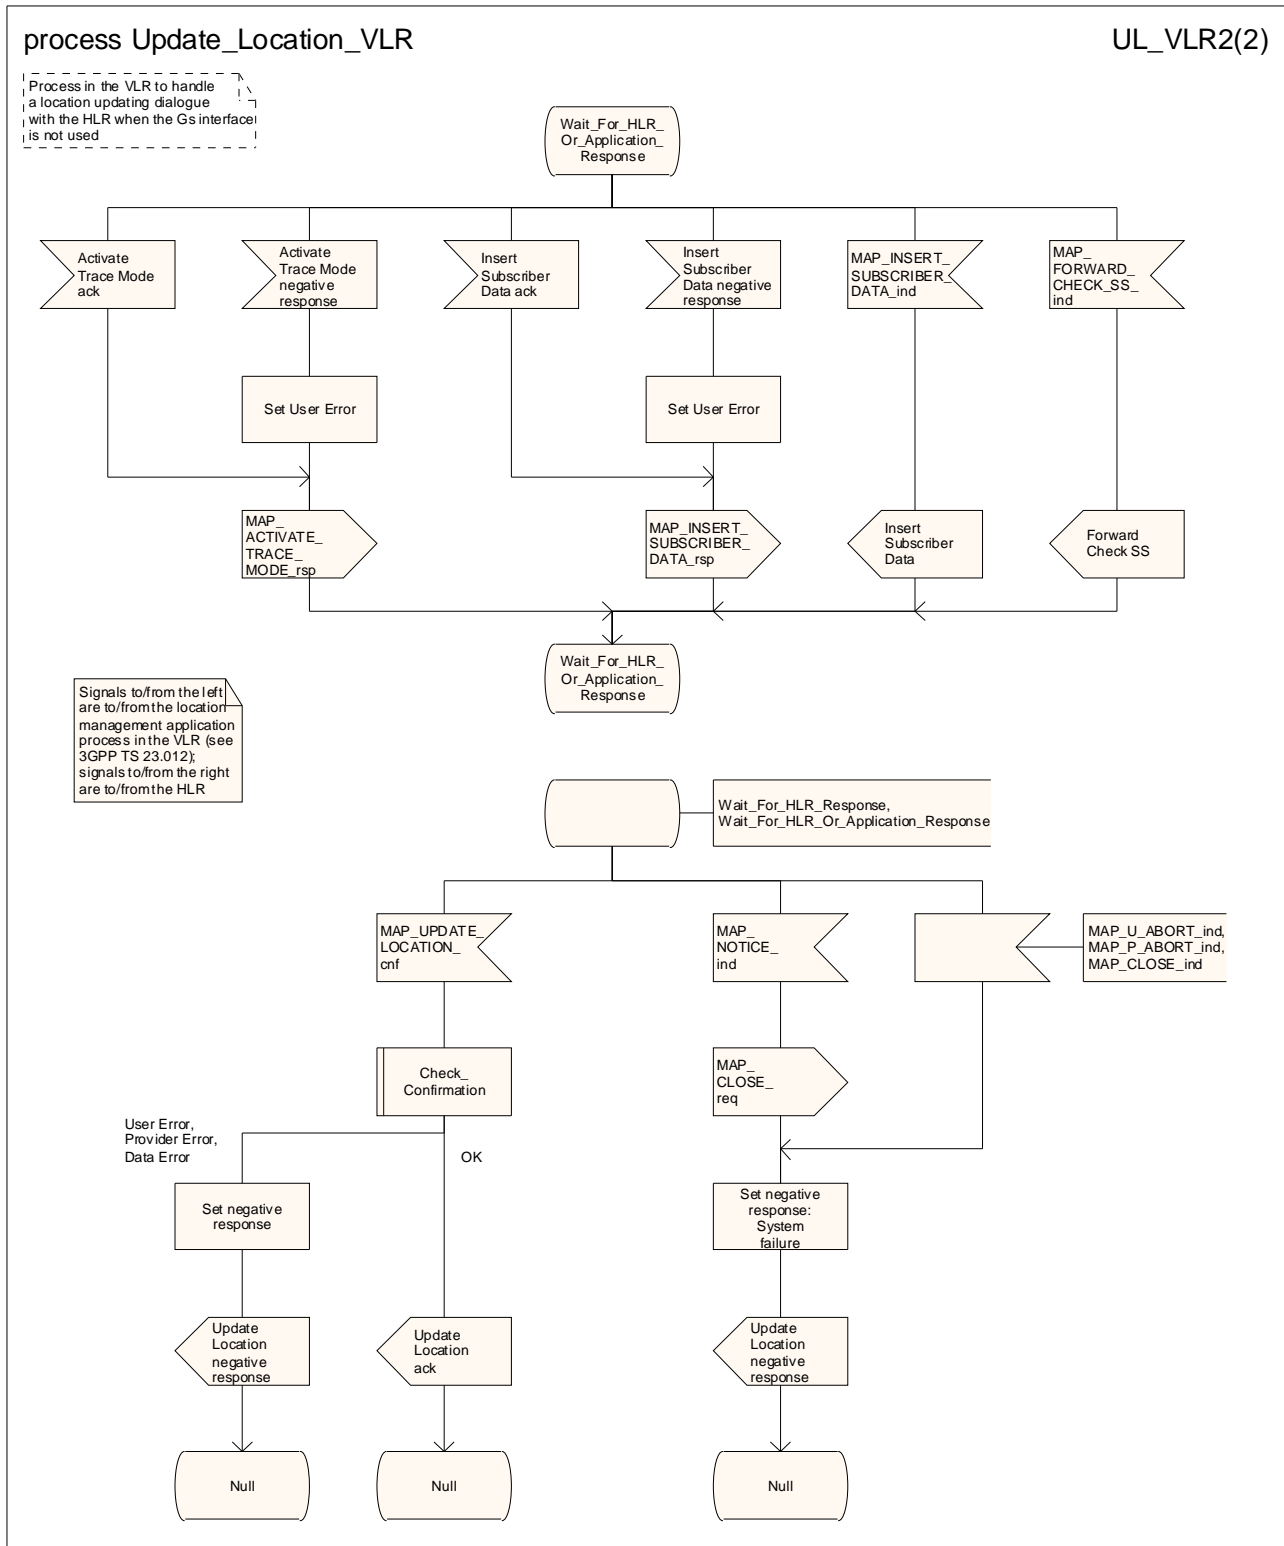 process Update_Location_VLR
UL_VLR2(2)
Process in the VLR to handle
a location updating dialogue
with the HLR when the Gs interface
is not used
Wait_For_HLR_
Or_Application_
Response
Activate
Trace Mode
ack
Activate
Trace Mode
negative
response
Insert
Subscriber
Data ack
Insert
Subscriber
Data negative
response
MAP_INSERT_
SUBSCRIBER_
DATA_ind
MAP_
FORWARD_
CHECK_SS_
ind
Set User Error
Set User Error
MAP_
ACTIVATE_
TRACE_
MODE_rsp
MAP_INSERT_
SUBSCRIBER_
DATA_rsp
Insert
Subscriber
Data
Forward
Check SS
Wait_For_HLR_
Or_Application_
Response
Signals to/from the left
are to/from the location
management application
process in the VLR (see
3GPP TS 23.012);
signals to/from the right
are to/from the HLR
Wait_For_HLR_Response,
Wait_For_HLR_Or_Application_Response
MAP_UPDATE_
LOCATION_
cnf
MAP_
NOTICE_
ind
MAP_U_ABORT_ind,
MAP_P_ABORT_ind,
MAP_CLOSE_ind
Check_
Confirmation
MAP_
CLOSE_
req
User Error,
Provider Error,
Data Error
OK
Set negative
response
Set negative
response:
System
failure
Update
Location
negative
response
Update
Location
ack
Update
Location
negative
response
Null
Null
Null